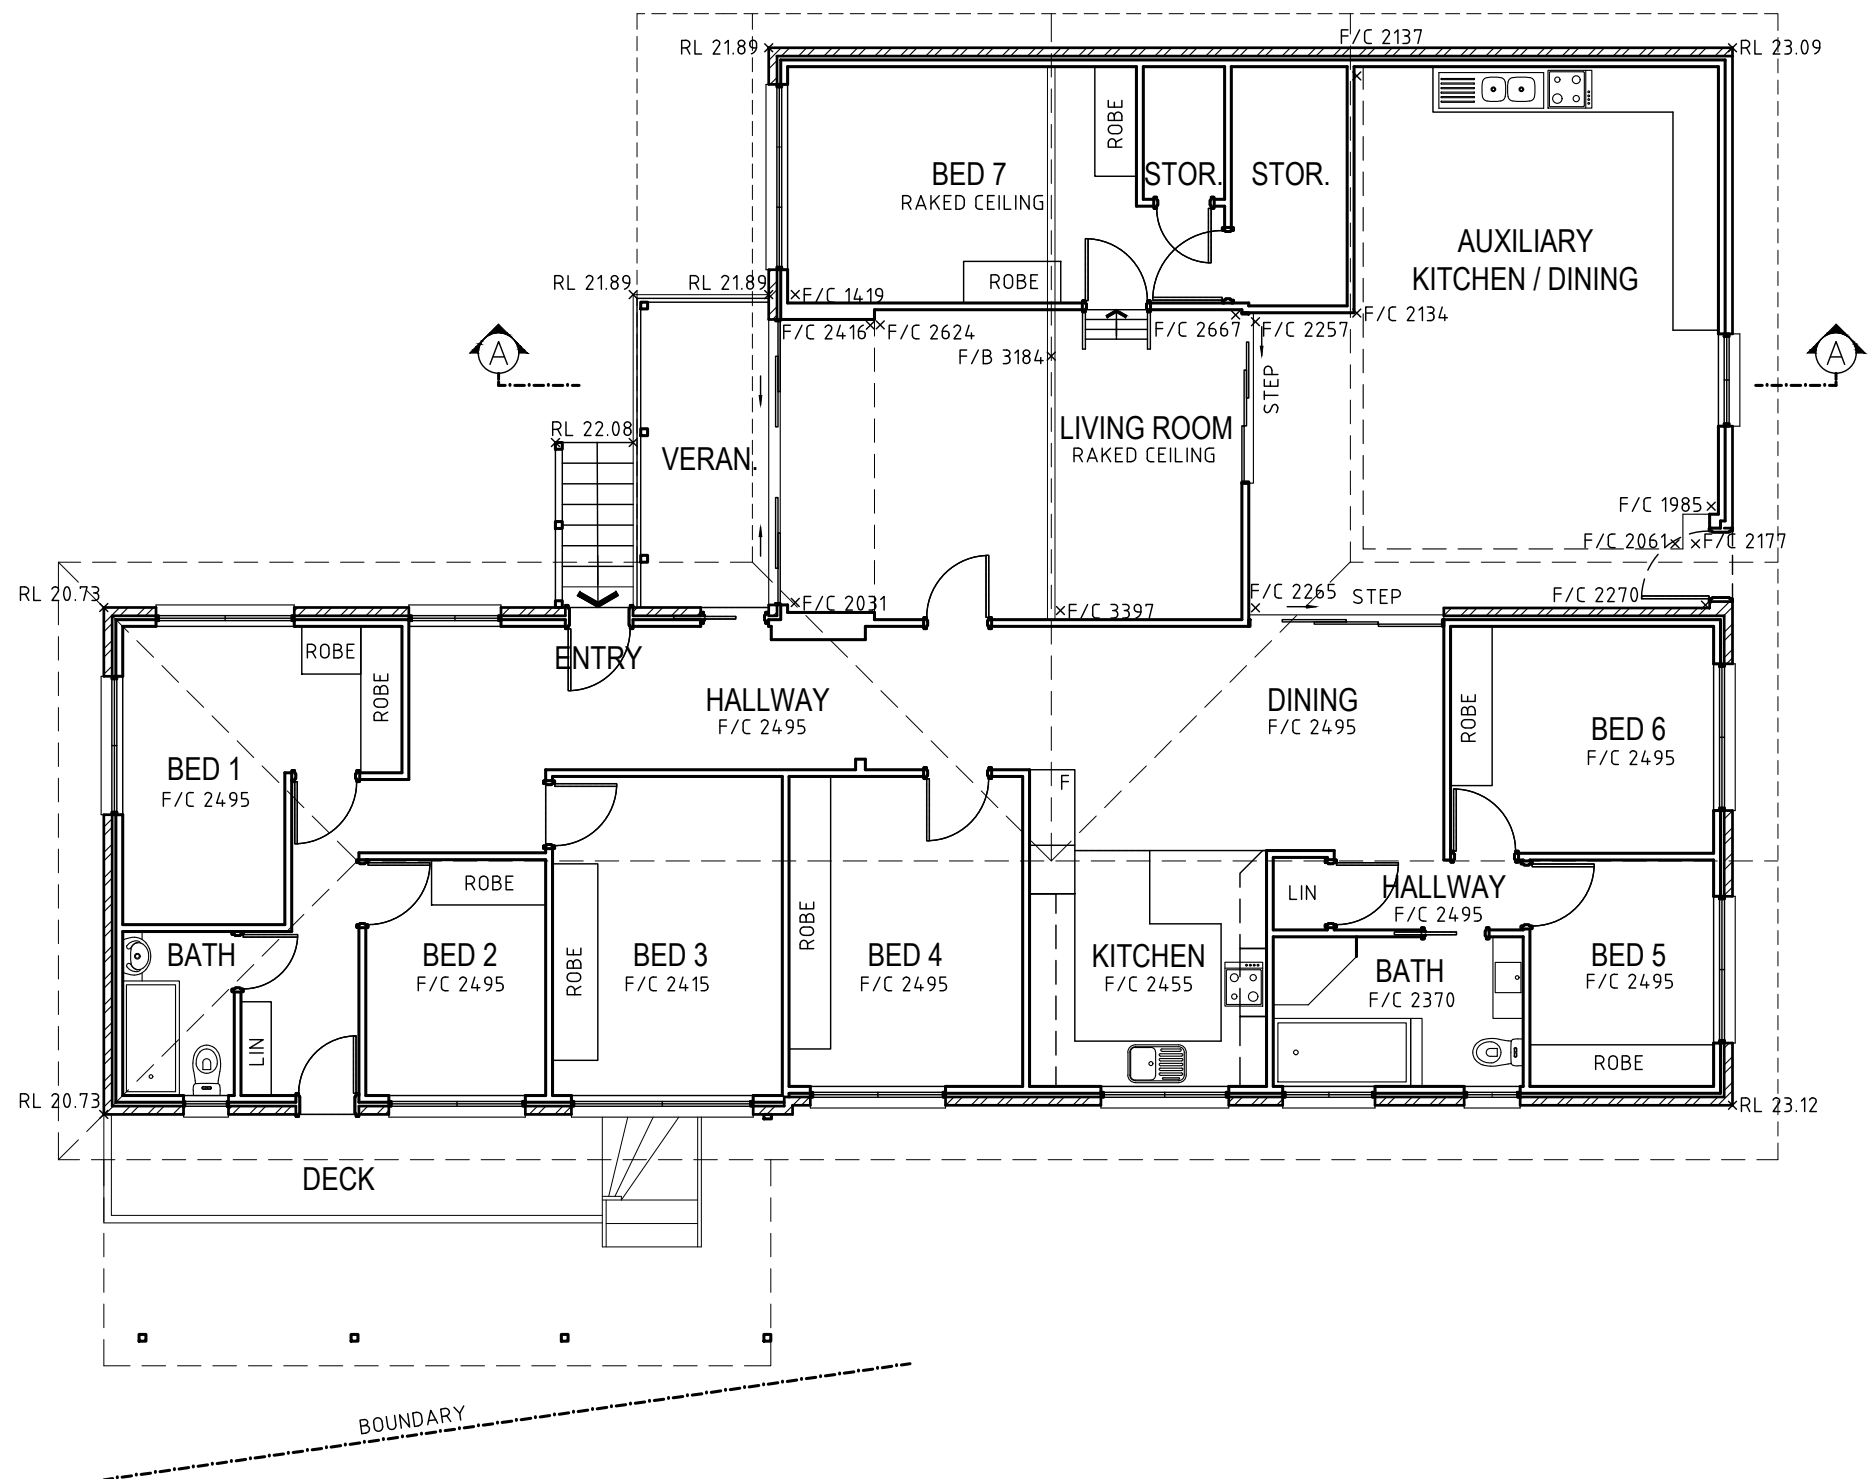 F/C 2137
RL 21.89
RL 23.09
ROBE
BED 7
RAKED CEILING
STOR.
STOR.
AUXILIARY
KITCHEN / DINING
ROBE
RL 21.89
RL 21.89
F/C 1419
F/C 2416
F/C 2624
F/C 2667
F/C 2257
F/C 2134
A
F/B 3184
A
STEP
RL 22.08
VERAN.
LIVING ROOM
RAKED CEILING
F/C 1985
F/C 2061
F/C 2177
RL 20.73
F/C 2031
F/C 3397
F/C 2265
STEP
F/C 2270
ROBE
ROBE
ENTRY
HALLWAY
F/C 2495
DINING
F/C 2495
ROBE
BED 6
F/C 2495
BED 1
F/C 2495
F
ROBE
LIN
HALLWAY
F/C 2495
ROBE
BATH
BED 2
F/C 2495
ROBE
BED 3
F/C 2415
BED 4
F/C 2495
KITCHEN
F/C 2455
BATH
F/C 2370
BED 5
F/C 2495
LIN
ROBE
RL 20.73
RL 23.12
DECK
BOUNDARY